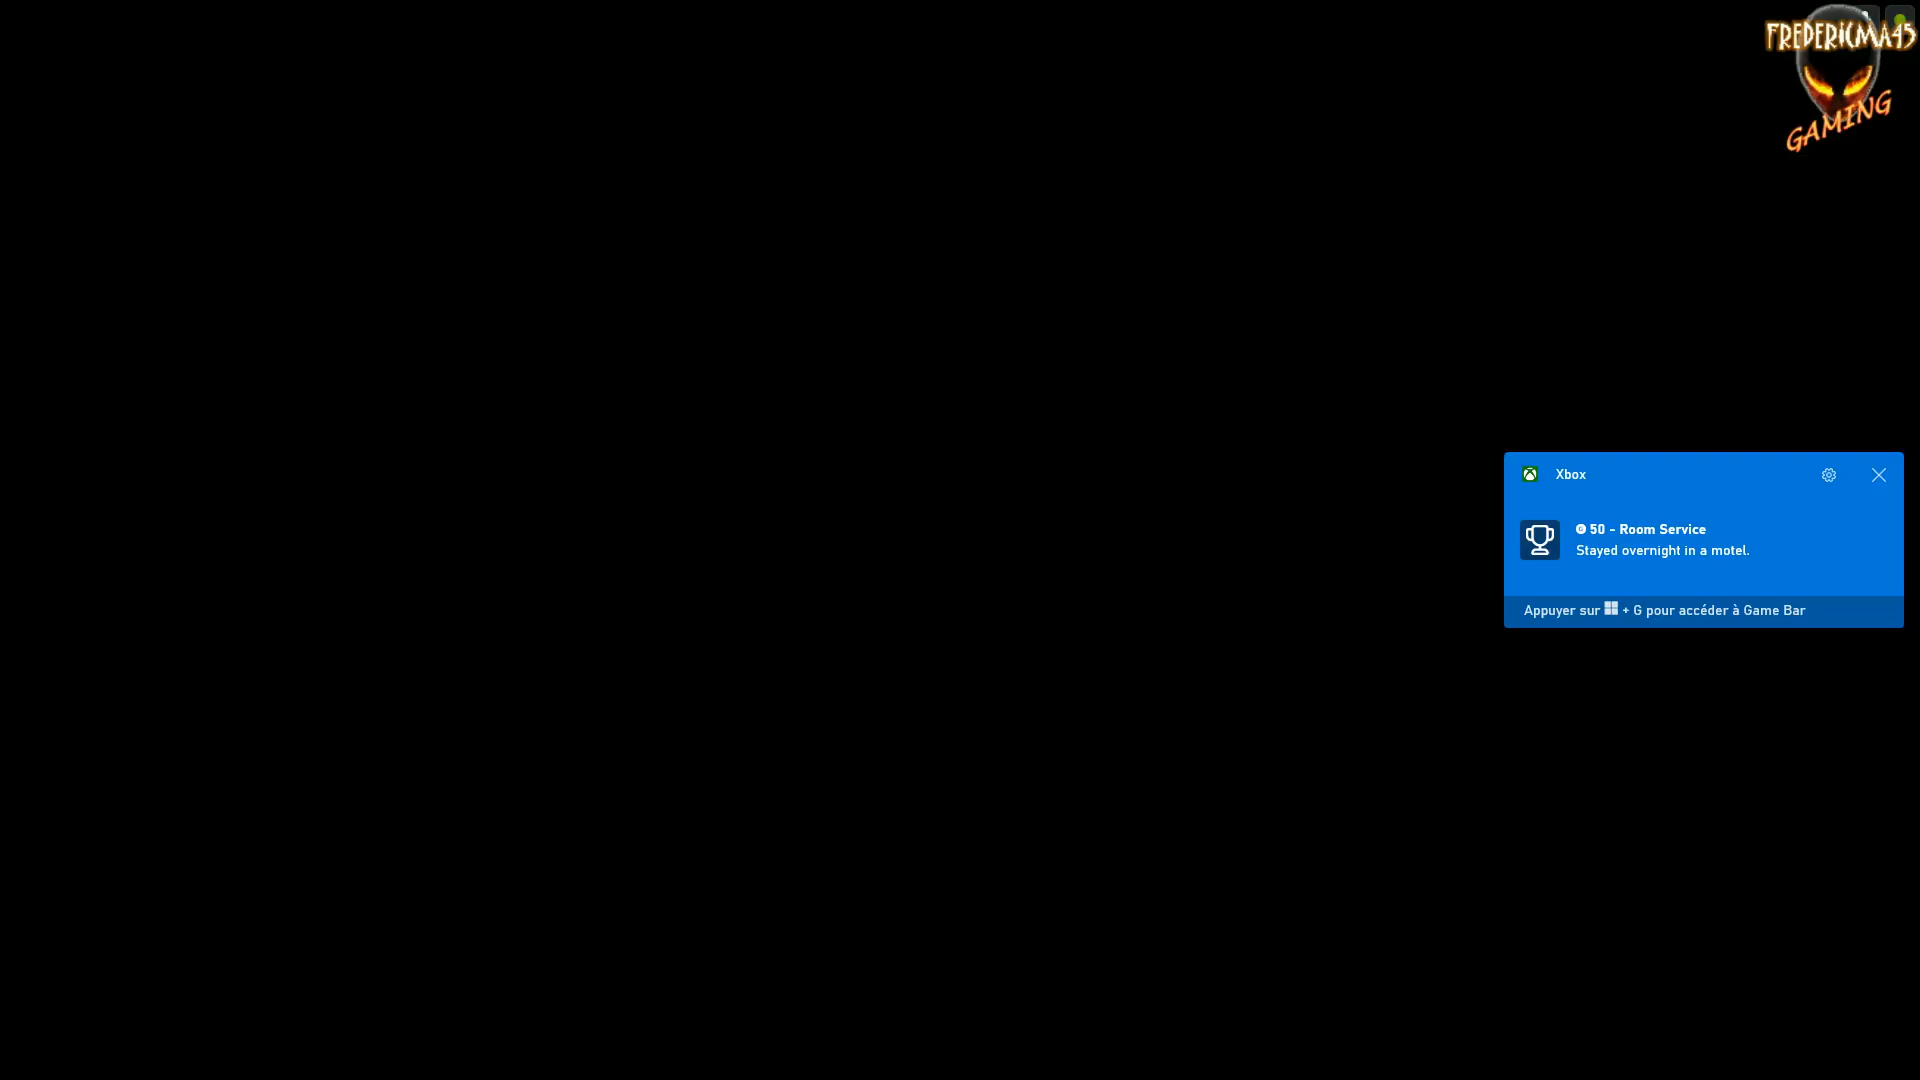 FREDERICMA45
GAMING
Xbox
G 50 - Room Service
Stayed overnight in a motel.
Appuyer sur + G pour accéder à Game Bar